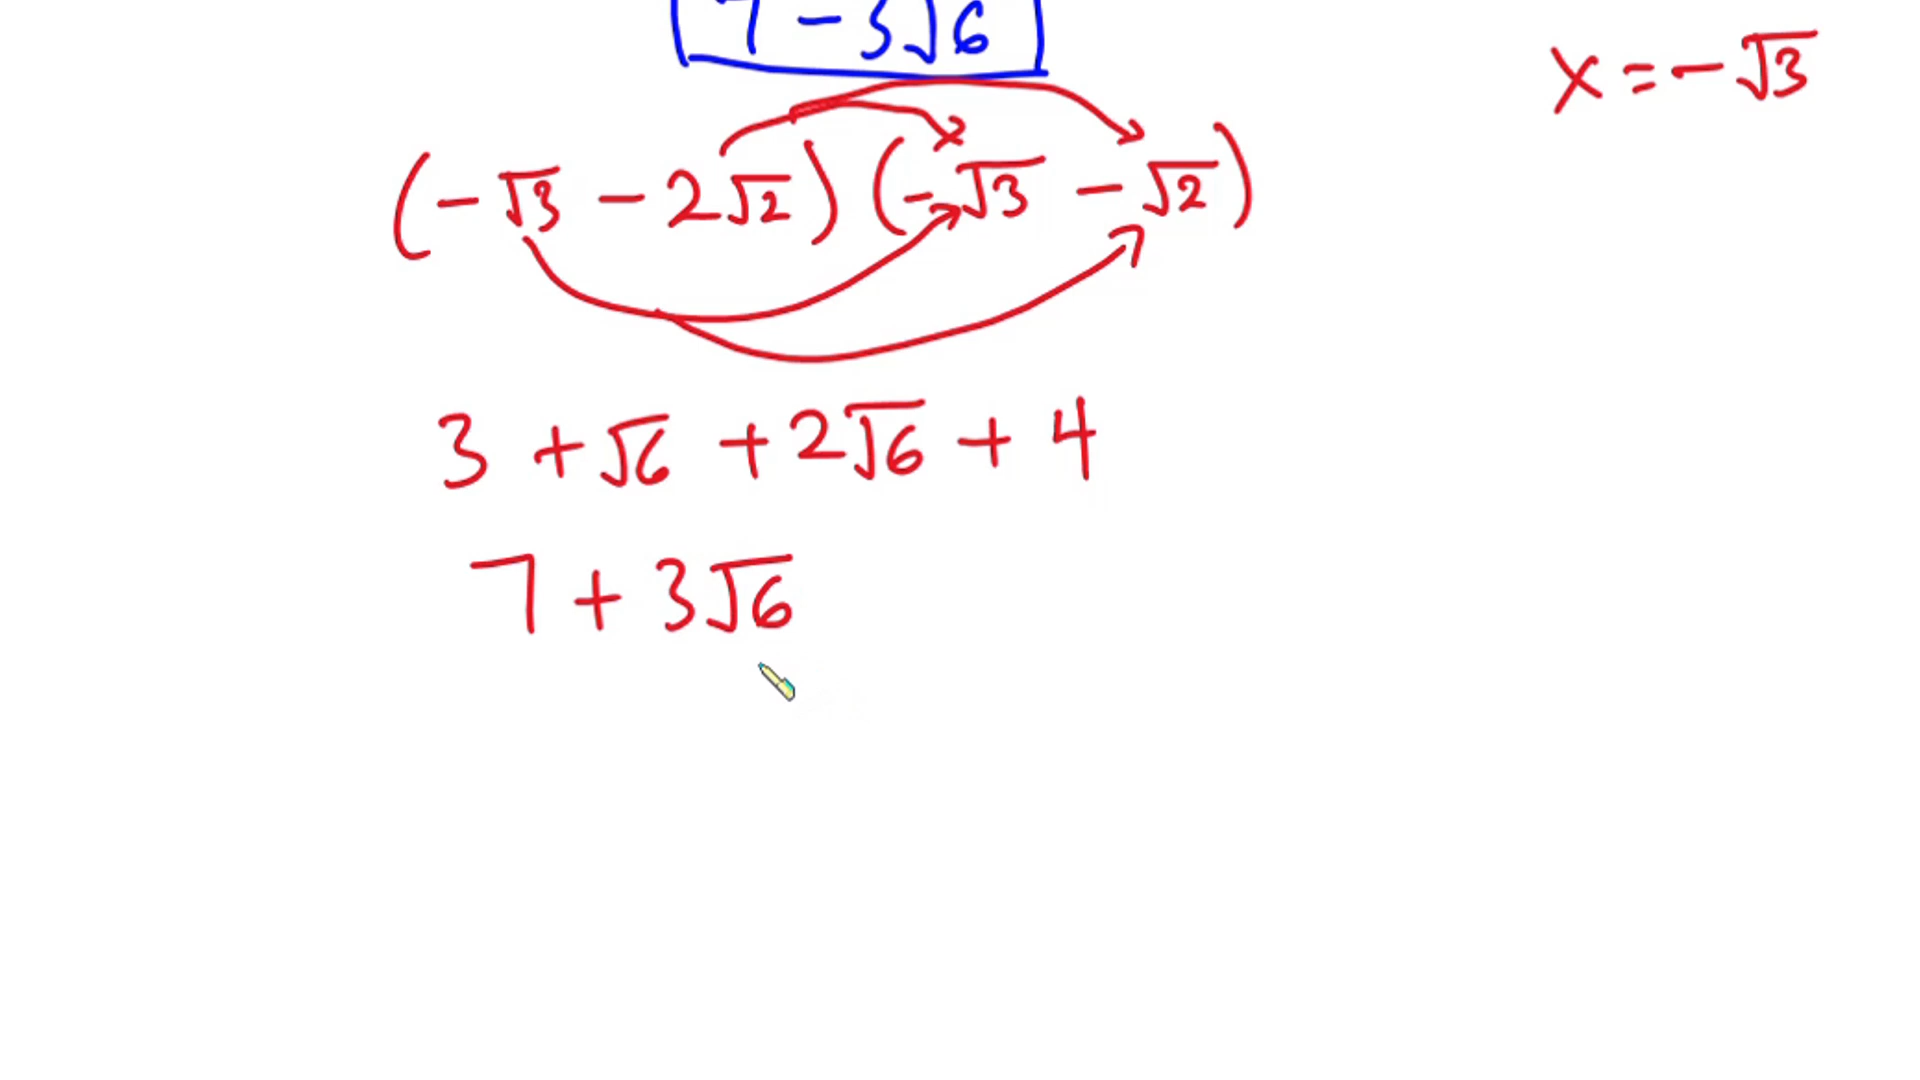 7 - 3√6
x = -√3
(-√3 - 2√2)(-√3 - √2)
3 + √6 + 2√6 + 4
7 + 3√6